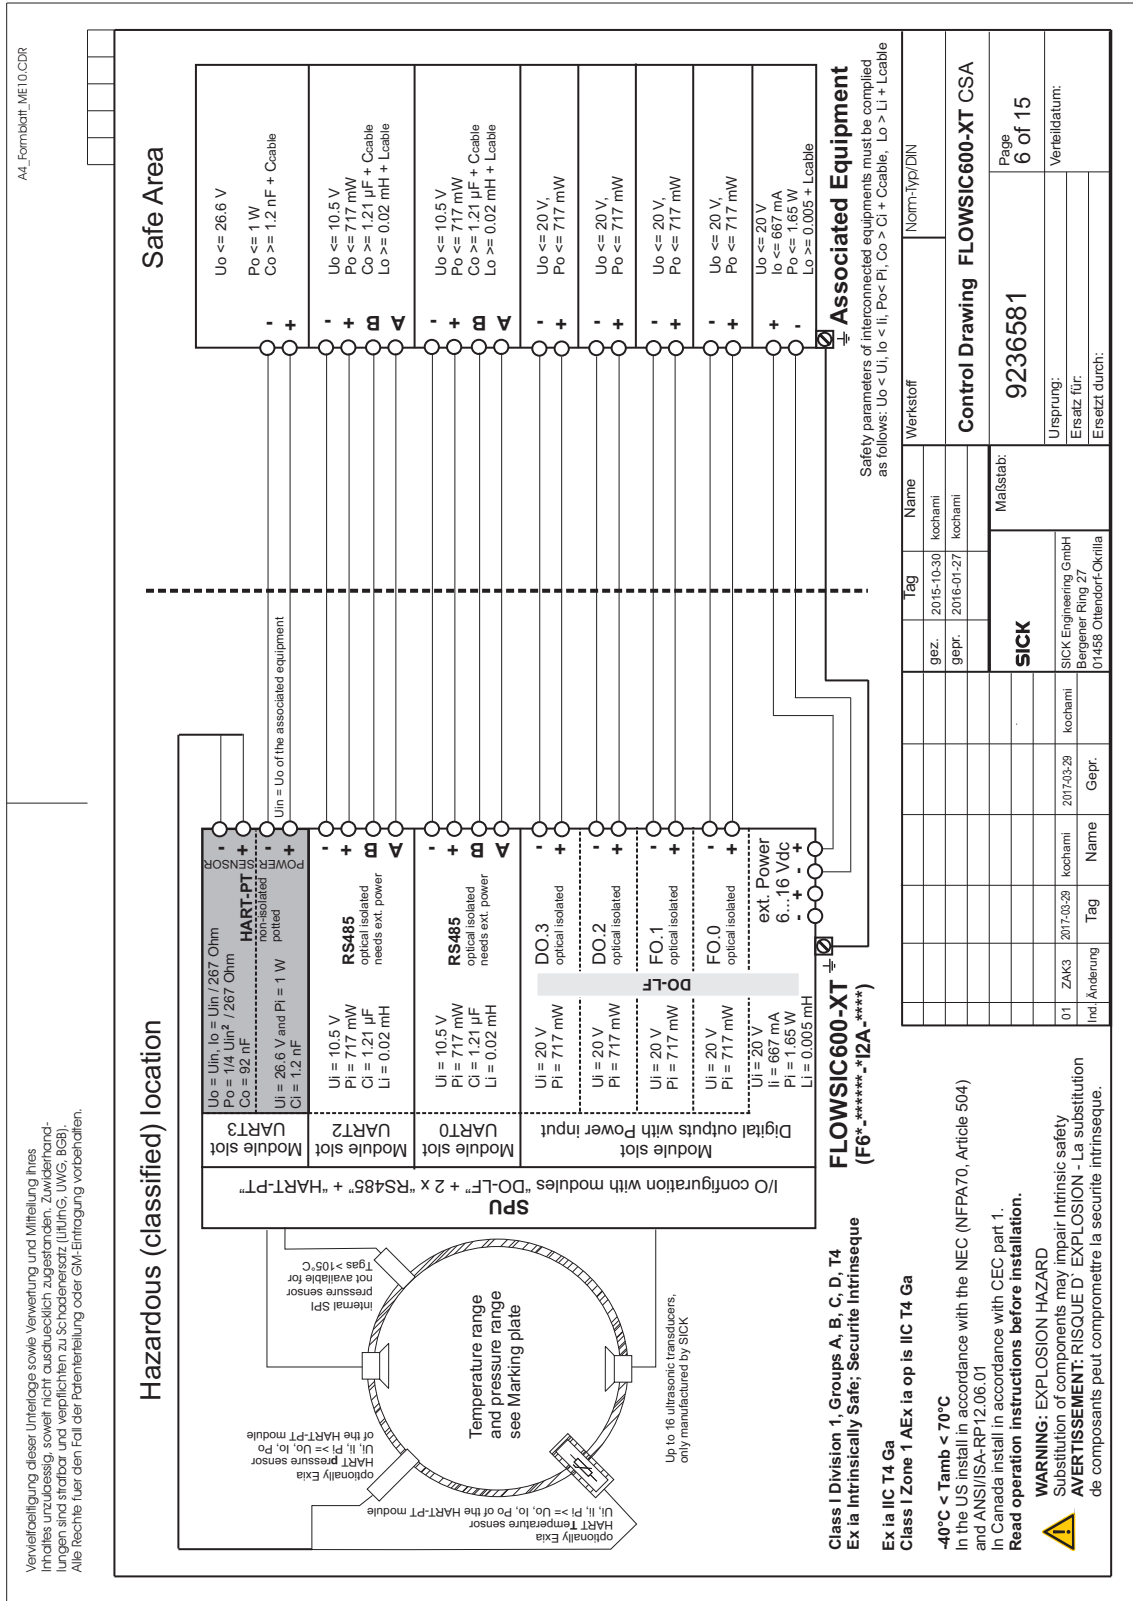 A4_Formblatt_ME10.CDR
Vervielfaeltigung dieser Unterlage sowie Verwertung und Mitteilung ihres
Inhaltes unzulaessig, soweit nicht ausdruecklich zugestanden. Zuwiderhand-
lungen sind strafbar und verpflichten zu Schadenersatz (LitUrhG, UWG, BGB).
Alle Rechte fuer den Fall der Patenterteilung oder GM-Eintragung vorbehalten.
Hazardous (classified) location
Safe Area
optionally Exia
HART Temperature sensor
Ui, Ii, Pi >= Uo, Io, Po of the HART-PT module
optionally Exia
HART pressure sensor
Ui, Ii, Pi >= Uo, Io, Po
of the HART-PT module
internal SPI
pressure sensor for
not available for
Tgas >105°C
Temperature range
and pressure range
see Marking plate
Up to 16 ultrasonic transducers,
only manufactured by SICK
SPU
I/O configuration with modules "DO-LF" + 2 x "RS485" + "HART-PT"
Module slot
UART3
Uo = Uin, Io = Uin / 267 Ohm
Po = 1/4 Uin² / 267 Ohm
Co = 92 nF
HART-PT
non-isolated
potted
Ui = 26.6 V and Pi = 1 W
Ci = 1.2 nF
SENSOR
- +
POWER
- +
Uin = Uo of the associated equipment
- +
Uo <= 26.6 V
Po <= 1 W
Co >= 1.2 nF + Ccable
Module slot
UART2
Ui = 10.5 V
Pi = 717 mW
Ci = 1.21 µF
Li = 0.02 mH
RS485
optical isolated
needs ext. power
- + B A
- + B A
Uo <= 10.5 V
Po <= 717 mW
Co >= 1.21 µF + Ccable
Lo >= 0.02 mH + Lcable
Module slot
UART0
Ui = 10.5 V
Pi = 717 mW
Ci = 1.21 µF
Li = 0.02 mH
RS485
optical isolated
needs ext. power
- + B A
- + B A
Uo <= 10.5 V
Po <= 717 mW
Co >= 1.21 µF + Ccable
Lo >= 0.02 mH + Lcable
Module slot
Digital outputs with Power input
DO-LF
Ui = 20 V
Pi = 717 mW
DO.3
optical isolated
- +
- +
Uo <= 20 V,
Po <= 717 mW
Ui = 20 V
Pi = 717 mW
DO.2
optical isolated
- +
- +
Uo <= 20 V,
Po <= 717 mW
Ui = 20 V
Pi = 717 mW
FO.1
optical isolated
- +
- +
Uo <= 20 V,
Po <= 717 mW
Ui = 20 V
Pi = 717 mW
FO.0
optical isolated
- +
- +
Uo <= 20 V,
Po <= 717 mW
Ui = 20 V
Ii = 667 mA
Pi = 1.65 W
Li = 0.005 mH
ext. Power
6...16 Vdc
- + - +
+ -
Uo <= 20 V
Io <= 667 mA
Po <= 1.65 W
Lo >= 0.005 + Lcable
FLOWSIC600-XT
(F6*-******-*I2A-****)
Associated Equipment
Safety parameters of interconnected equipments must be complied
as follows: Uo < Ui, Io < Ii, Po< Pi, Co > Ci + Ccable, Lo > Li + Lcable
Class I Division 1, Groups A, B, C, D, T4
Ex ia Intrinsically Safe; Securite Intrinseque
Ex ia IIC T4 Ga
Class I Zone 1 AEx ia op is IIC T4 Ga
-40°C < Tamb < 70°C
In the US install in accordance with the NEC (NFPA70, Article 504)
and ANSI/ISA-RP12.06.01
In Canada install in accordance with CEC part 1.
Read operation instructions before installation.
WARNING: EXPLOSION HAZARD
Substitution of components may impair Intrinsic safety
AVERTISSEMENT: RISQUE D` EXPLOSION - La substitution
de composants peut compromettre la securite intrinseque.
Tag Name Werkstoff Norm-Typ/DIN
gez. 2015-10-30 kochami
gepr. 2016-01-27 kochami
Control Drawing FLOWSIC600-XT CSA
SICK
Maßstab:
9236581
Page
6 of 15
01 ZAK3 2017-03-29 kochami 2017-03-29 kochami
Ind. Änderung Tag Name Gepr.
SICK Engineering GmbH
Bergener Ring 27
01458 Ottendorf-Okrilla
Ursprung:
Ersatz für:
Ersetzt durch:
Verteildatum: